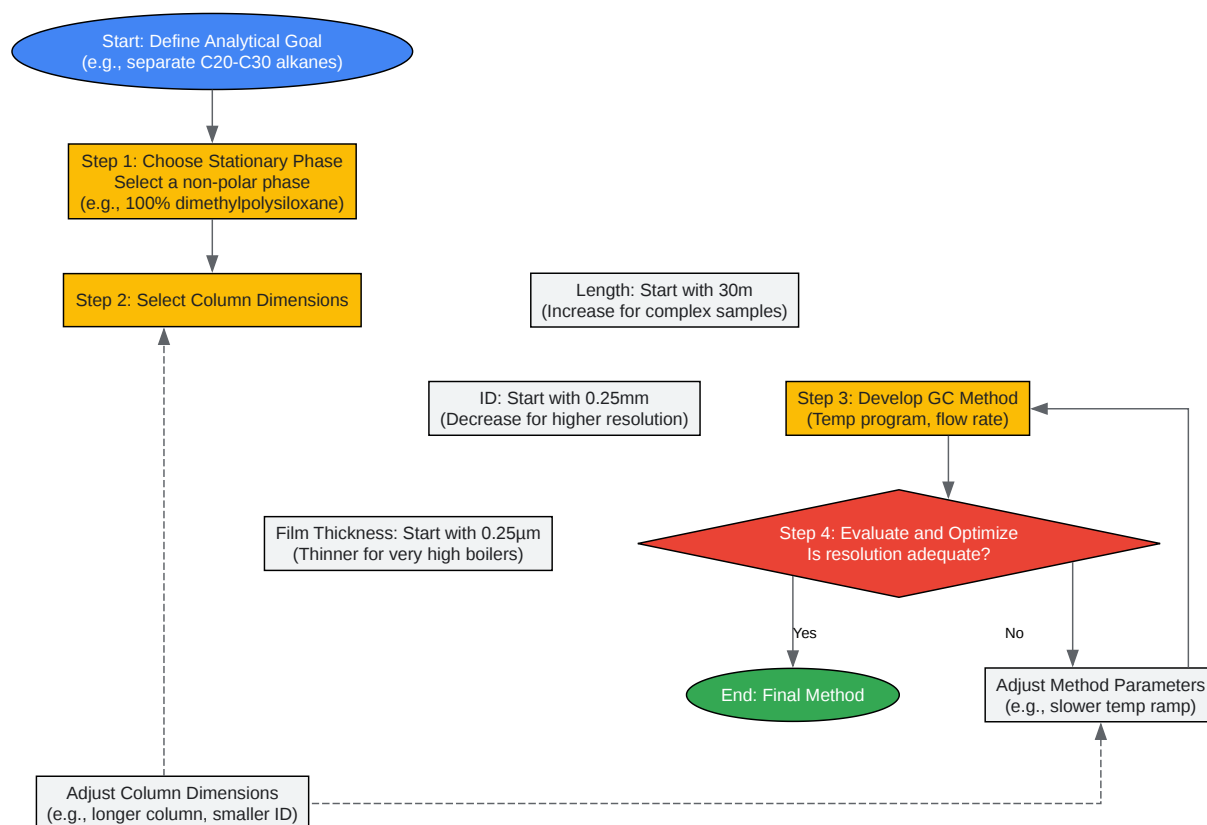 Start: Define Analytical Goal
(e.g., separate C20-C30 alkanes)
Step 1: Choose Stationary Phase
Select a non-polar phase
(e.g., 100% dimethylpolysiloxane)
Step 2: Select Column Dimensions
Length: Start with 30m
(Increase for complex samples)
ID: Start with 0.25mm
(Decrease for higher resolution)
Step 3: Develop GC Method
(Temp program, flow rate)
Film Thickness: Start with 0.25µm
(Thinner for very high boilers)
Step 4: Evaluate and Optimize
Is resolution adequate?
Yes
No
End: Final Method
Adjust Method Parameters
(e.g., slower temp ramp)
Adjust Column Dimensions
(e.g., longer column, smaller ID)